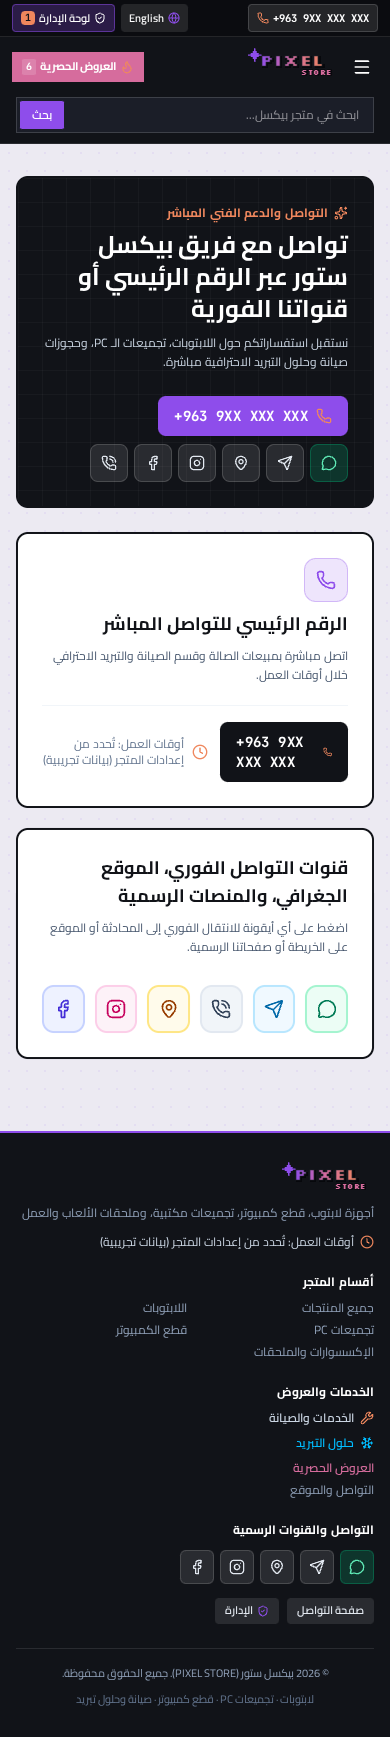 +963 9XX XXX XXX
English
لوحة الإدارة 1
PIXEL
STORE
العروض الحصرية 6
ابحث في متجر بيكسل...
بحث
التواصل والدعم الفني المباشر
تواصل مع فريق بيكسل
ستور عبر الرقم الرئيسي أو
قنواتنا الفورية
نستقبل استفساراتكم حول اللابتوبات، تجميعات الـ PC، وحجوزات
صيانة وحلول التبريد الاحترافية مباشرة.
+963 9XX XXX XXX
الرقم الرئيسي للتواصل المباشر
اتصل مباشرة بمبيعات الصالة وقسم الصيانة والتبريد الاحترافي
خلال أوقات العمل.
+963 9XX
XXX XXX
أوقات العمل: تُحدد من
إعدادات المتجر (بيانات تجريبية)
قنوات التواصل الفوري، الموقع
الجغرافي، والمنصات الرسمية
اضغط على أي أيقونة للانتقال الفوري إلى المحادثة أو الموقع
على الخريطة أو صفحاتنا الرسمية.
PIXEL
STORE
أجهزة لابتوب، قطع كمبيوتر، تجميعات مكتبية، وملحقات الألعاب والعمل
أوقات العمل: تُحدد من إعدادات المتجر (بيانات تجريبية)
أقسام المتجر
جميع المنتجات
اللابتوبات
تجميعات PC
قطع الكمبيوتر
الإكسسوارات والملحقات
الخدمات والعروض
الخدمات والصيانة
حلول التبريد
العروض الحصرية
التواصل والموقع
التواصل والقنوات الرسمية
صفحة التواصل
الإدارة
© 2026 بيكسل ستور (PIXEL STORE). جميع الحقوق محفوظة.
لابتوبات · تجميعات PC · قطع كمبيوتر · صيانة وحلول تبريد